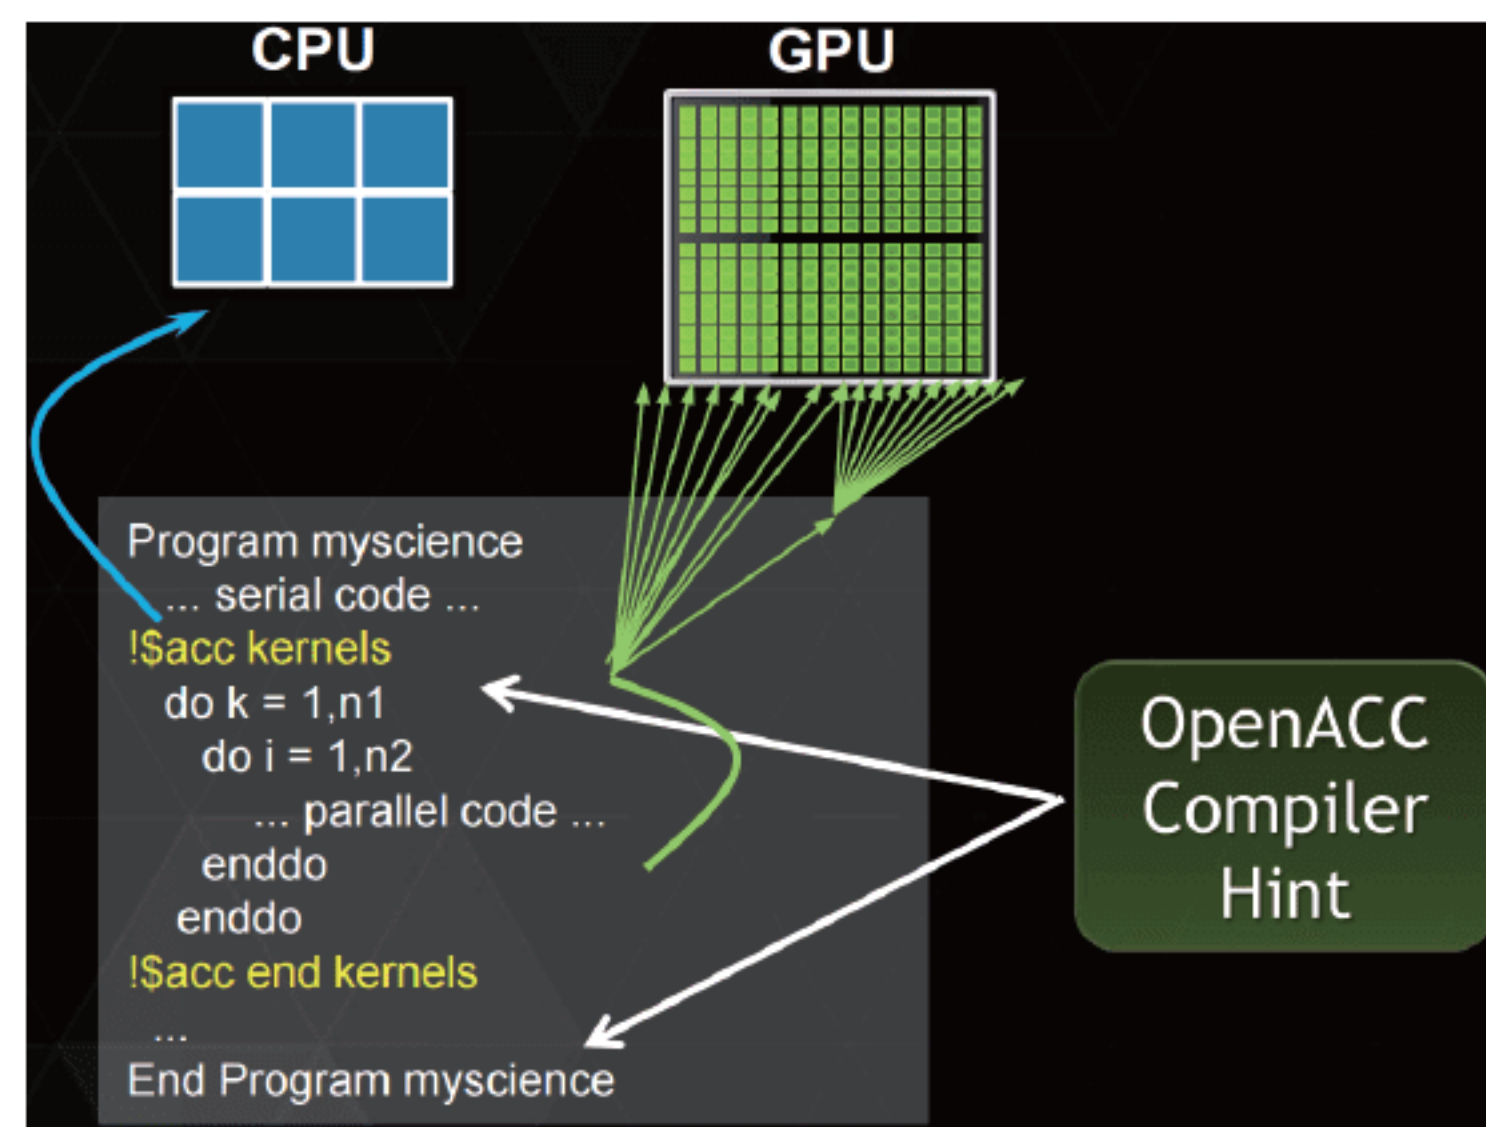 CPU
GPU
Program myscience
... serial code ...
!$acc kernels
do k = 1,n1
do i = 1,n2
... parallel code ...
enddo
enddo
!$acc end kernels
...
End Program myscience
OpenACC
Compiler
Hint